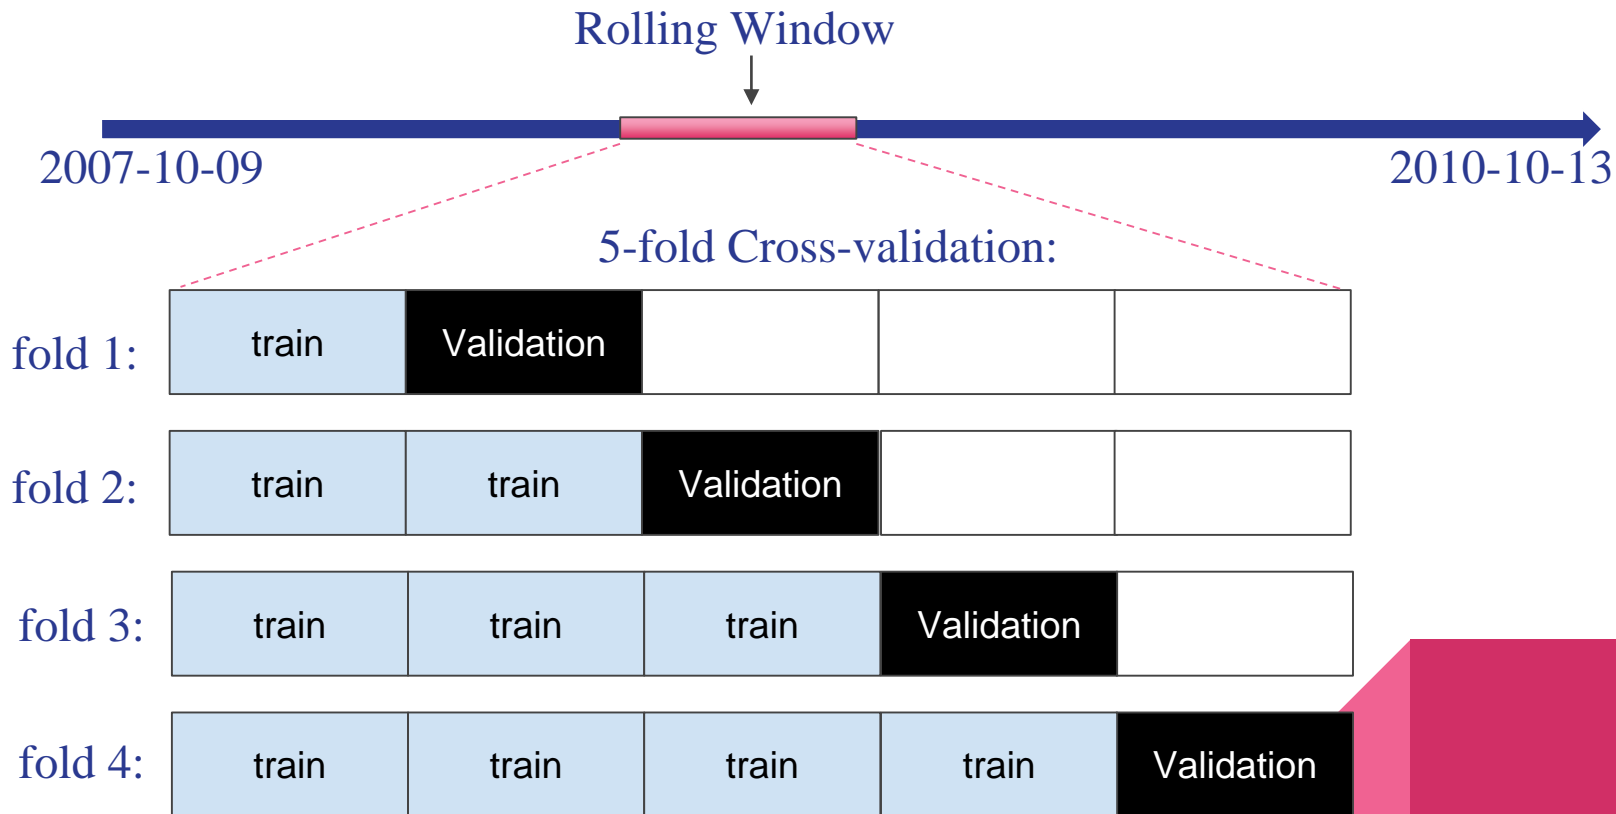 Rolling Window
2007-10-09 2010-10-13
5-fold Cross-validation:
fold 1: train Validation
fold 2: train train Validation
fold 3: train train train Validation
fold 4: train train train train Validation